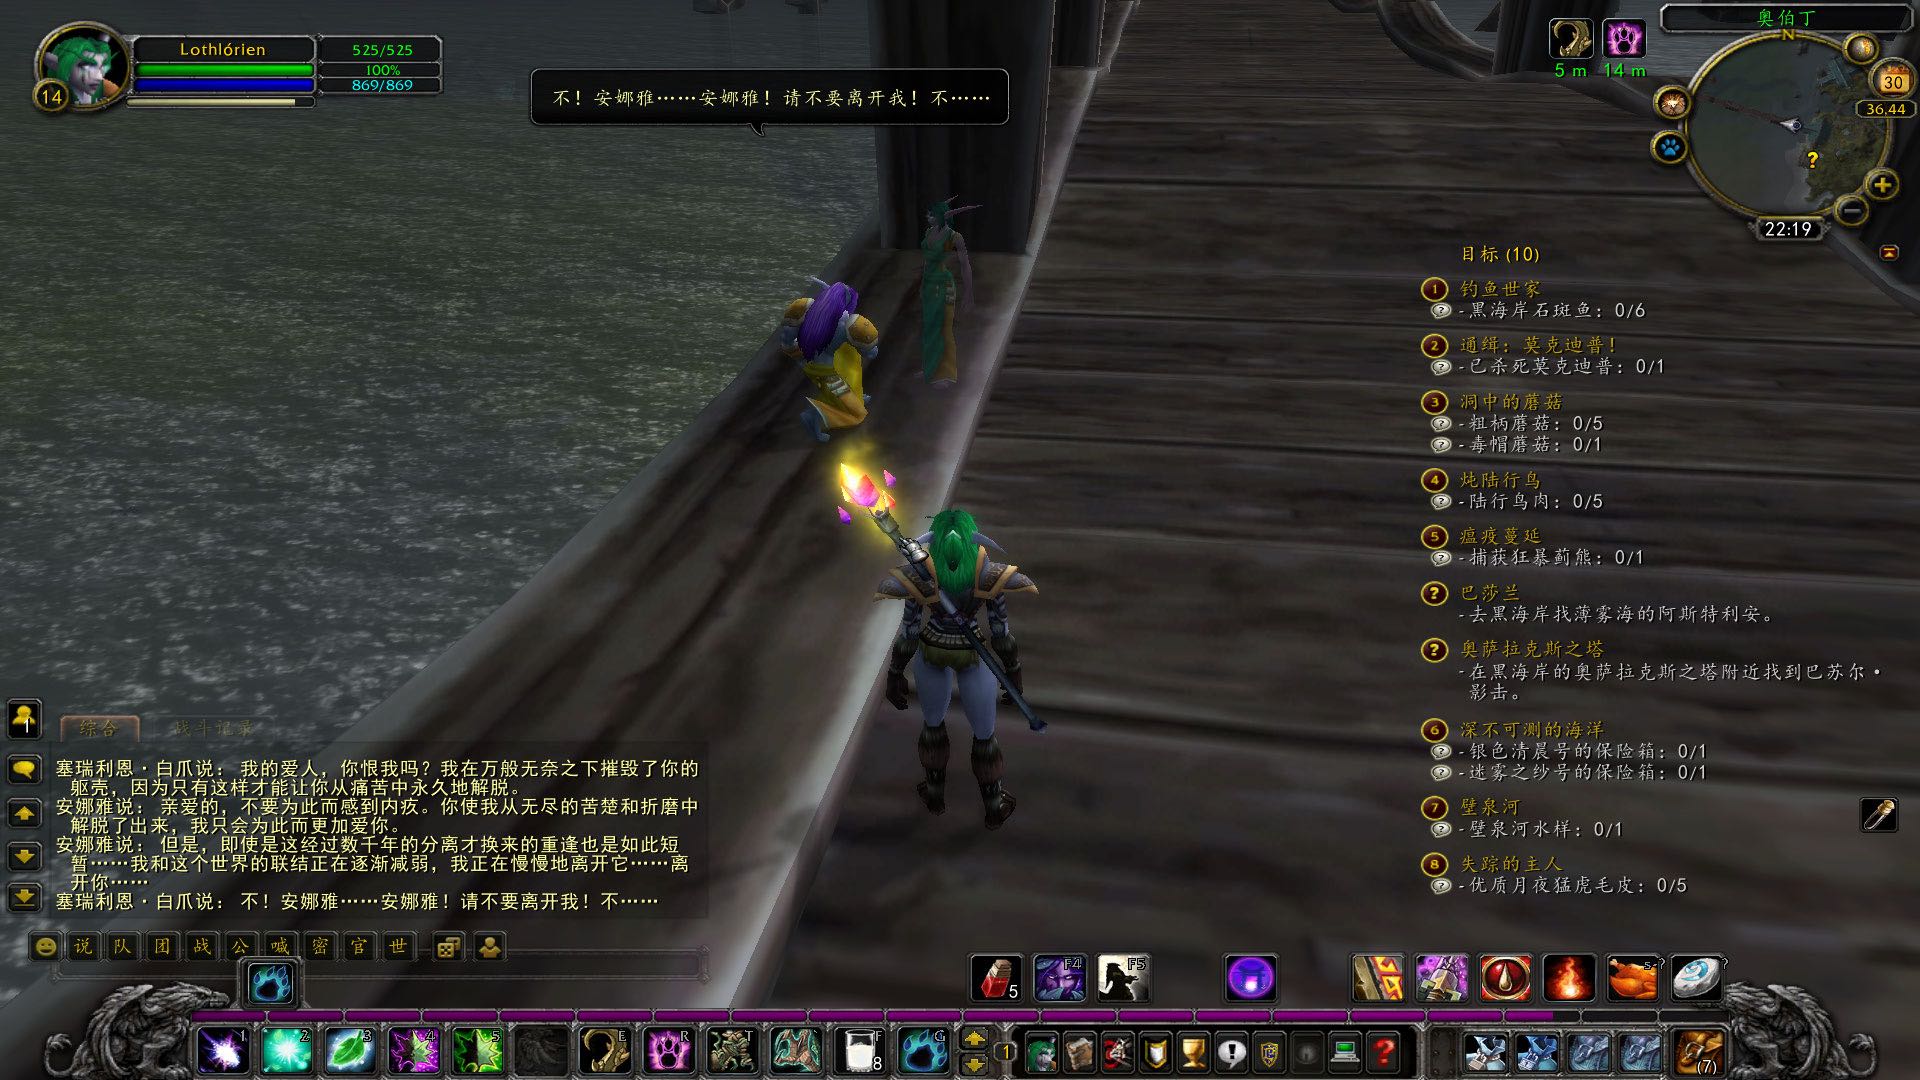 Lothlórien
14
525/525
100%
869/869
不！安娜雅……安娜雅！请不要离开我！不……
5 m
14 m
奥伯丁
N
30
36,44
?
22:19
目标 (10)
1 钓鱼世家
-黑海岸石斑鱼：0/6
2 通缉：莫克迪普！
-已杀死莫克迪普：0/1
3 洞中的蘑菇
-粗柄蘑菇：0/5
-毒帽蘑菇：0/1
4 炖陆行鸟
-陆行鸟肉：0/5
5 瘟疫蔓延
-捕获狂暴蓟熊：0/1
? 巴莎兰
-去黑海岸找薄雾海的阿斯特利安。
? 奥萨拉克斯之塔
-在黑海岸的奥萨拉克斯之塔附近找到巴苏尔·
影击。
6 深不可测的海洋
-银色清晨号的保险箱：0/1
-迷雾之纱号的保险箱：0/1
7 壁泉河
-壁泉河水样：0/1
8 失踪的主人
-优质月夜猛虎毛皮：0/5
1
综合
战斗记录
塞瑞利恩·白爪说： 我的爱人，你恨我吗？我在万般无奈之下摧毁了你的
躯壳，因为只有这样才能让你从痛苦中永久地解脱。
安娜雅说： 亲爱的，不要为此而感到内疚。你使我从无尽的苦楚和折磨中
解脱了出来，我只会为此而更加爱你。
安娜雅说： 但是，即使是这经过数千年的分离才换来的重逢也是如此短
暂……我和这个世界的联结正在逐渐减弱，我正在慢慢地离开它……离
开你……
塞瑞利恩·白爪说： 不！安娜雅……安娜雅！请不要离开我！不……
说 队 团 战 公 喊 密 官 世
5 F4 F5
1 2 3 4 5 E R T F 8 G 1 (7)